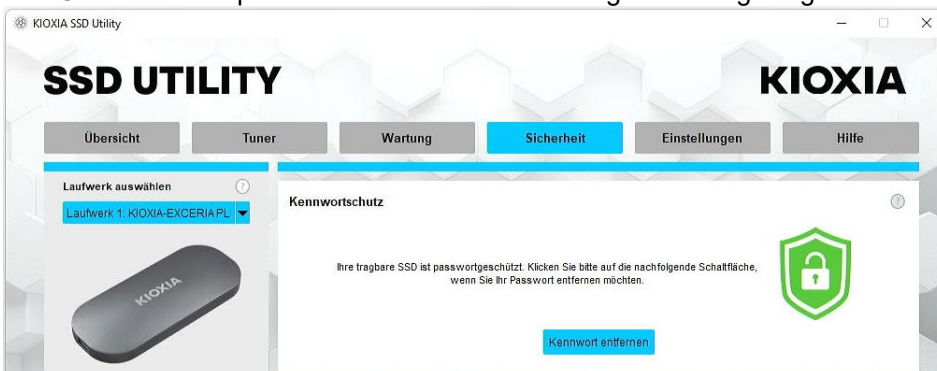 KIOXIA SSD Utility
SSD UTILITY
KIOXIA
Übersicht
Tuner
Wartung
Sicherheit
Einstellungen
Hilfe
Laufwerk auswählen
?
Laufwerk 1: KIOXIA-EXCERIA PL
Kennwortschutz
?
Ihre tragbare SSD ist passwortgeschützt. Klicken Sie bitte auf die nachfolgende Schaltfläche,
wenn Sie Ihr Passwort entfernen möchten.
KIOXIA
Kennwort entfernen